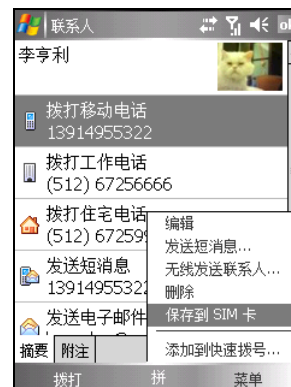 联系人
ok
李亨利
拨打移动电话
13914955322
拨打工作电话
(512) 67256666
拨打住宅电话
(512) 67259
发送短消息
1391495532
发送电子邮件
编辑
发送短消息...
无线发送联系人...
删除
保存到 SIM 卡
添加到快速拨号...
摘要 附注
拨打 拼 菜单